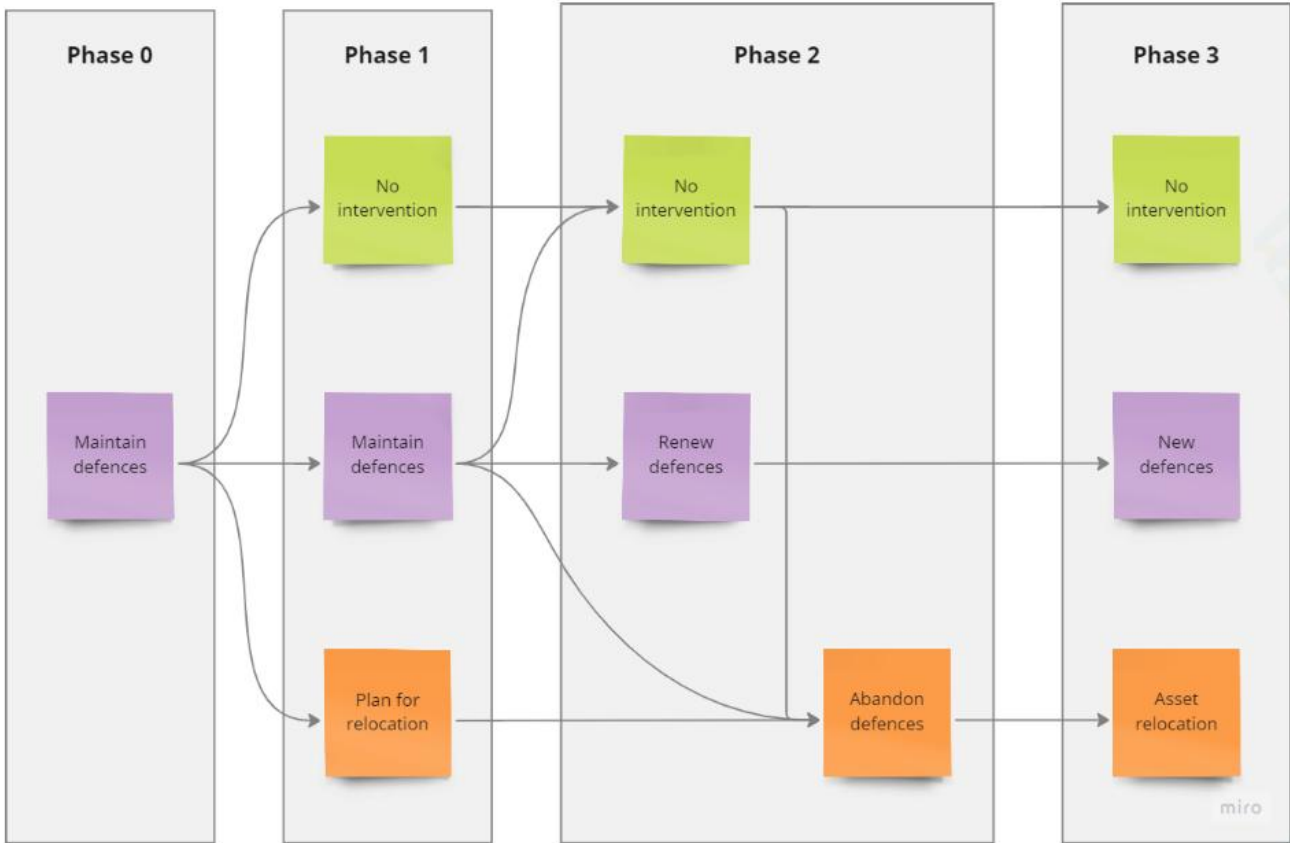 Phase 0
Phase 1
Phase 2
Phase 3
No
intervention
No
intervention
No
intervention
Maintain
defences
Maintain
defences
Renew
defences
New
defences
Plan for
relocation
Abandon
defences
Asset
relocation
miro